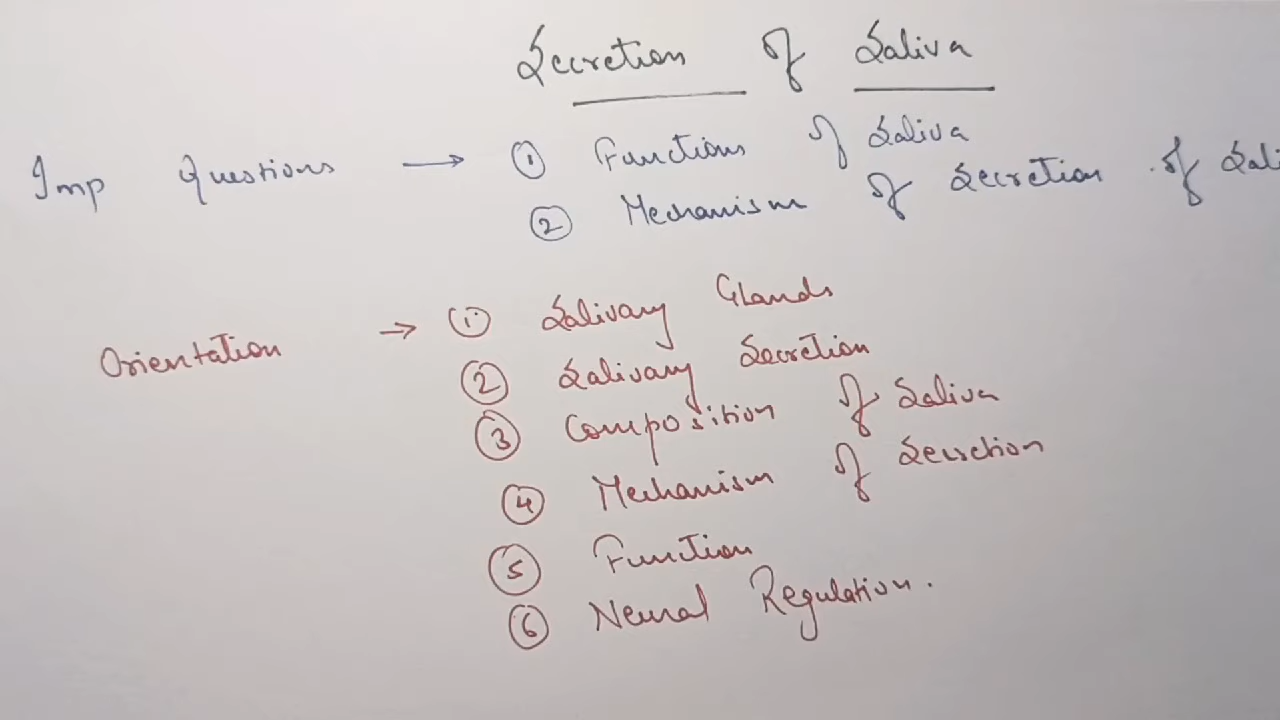 Secretion of Saliva
Imp Questions → ① Functions of Saliva
② Mechanism of Secretion of Sali
Orientation → ① Salivary Glands
② Salivary Secretion
③ Composition of Saliva
④ Mechanism of Secretion
⑤ Function
⑥ Neural Regulation.